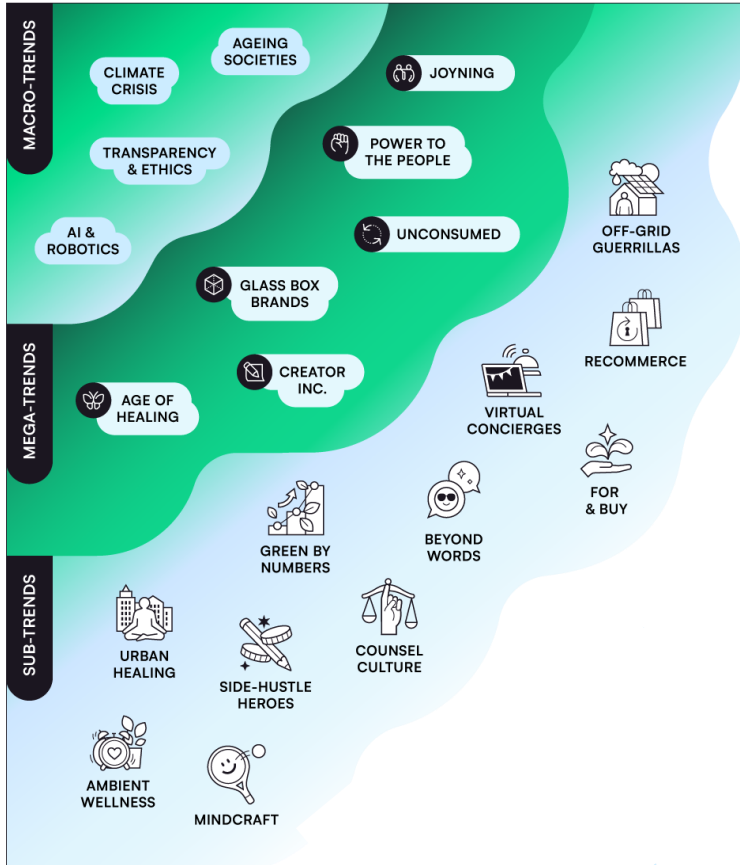 MACRO-TRENDS
AGEING
SOCIETIES
CLIMATE
CRISIS
TRANSPARENCY
& ETHICS
AI &
ROBOTICS
MEGA-TRENDS
JOYNING
POWER TO
THE PEOPLE
UNCONSUMED
GLASS BOX
BRANDS
CREATOR
INC.
AGE OF
HEALING
SUB-TRENDS
OFF-GRID
GUERRILLAS
RECOMMERCE
VIRTUAL
CONCIERGES
FOR
& BUY
BEYOND
WORDS
GREEN BY
NUMBERS
COUNSEL
CULTURE
URBAN
HEALING
SIDE-HUSTLE
HEROES
AMBIENT
WELLNESS
MINDCRAFT